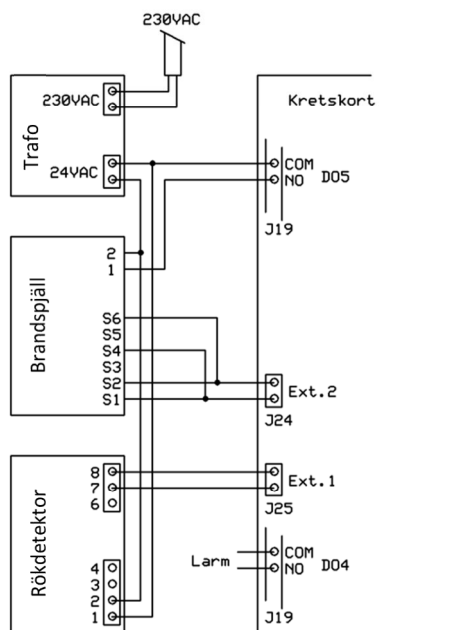 230VAC
Trafo
230VAC
24VAC
Kretskort
COM
NO
DO5
J19
Brandspjäll
2
1
S6
S5
S4
S3
S2
S1
Ext.2
J24
Rökdetektor
8
7
6
4
3
2
1
Ext.1
J25
Larm
COM
NO
DO4
J19